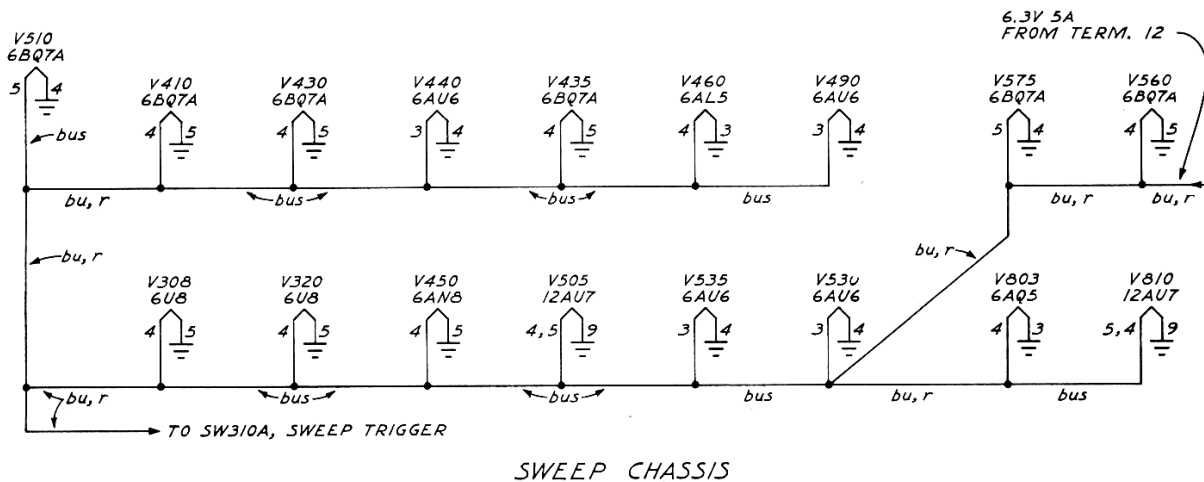 6.3V 5A
FROM TERM. 12
V510
6BQ7A
5 4
bus
V410
6BQ7A
4 5
V430
6BQ7A
4 5
V440
6AU6
3 4
V435
6BQ7A
4 5
V460
6AL5
4 3
V490
6AU6
3 4
V575
6BQ7A
5 4
V560
6BQ7A
4 5
bu, r
bus
bus
bus
bu, r
bu, r
bu, r
bu, r
V308
6U8
4 5
V320
6U8
4 5
V450
6AN8
4 5
V505
12AU7
4,5 9
V535
6AU6
3 4
V530
6AU6
3 4
V803
6AQ5
4 3
V810
12AU7
5,4 9
bu, r
bus
bus
bus
bu, r
bus
TO SW310A, SWEEP TRIGGER
SWEEP CHASSIS